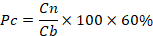 Pc = Cn/Cb × 100 × 60%